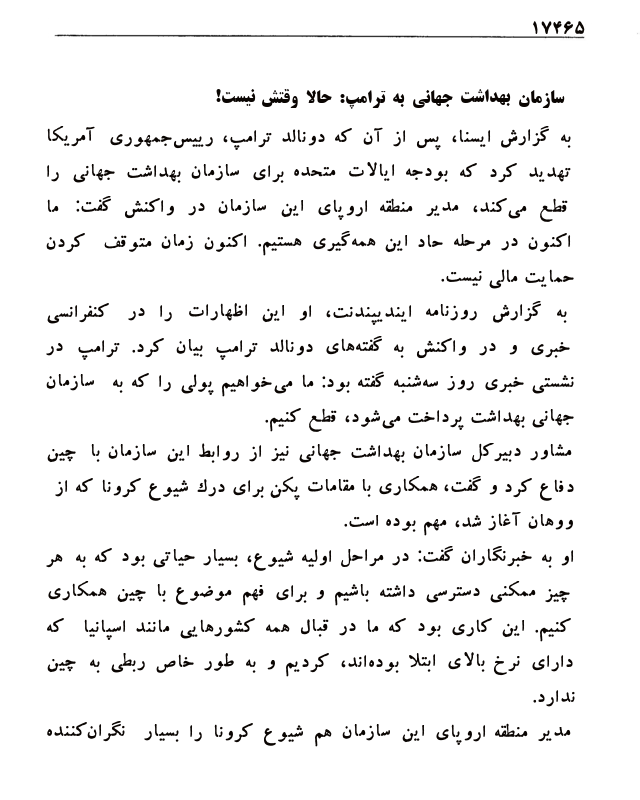 ۱۷۴۶۵
سازمان بهداشت جهانی به ترامپ: حالا وقتش نیست!
به گزارش ایسنا، پس از آن که دونالد ترامپ، رییس‌جمهوری آمریکا
تهدید کرد که بودجه ایالات متحده برای سازمان بهداشت جهانی را
قطع می‌کند، مدیر منطقه اروپای این سازمان در واکنش گفت: ما
اکنون در مرحله حاد این همه‌گیری هستیم. اکنون زمان متوقف کردن
حمایت مالی نیست.
به گزارش روزنامه ایندیپندنت، او این اظهارات را در کنفرانسی
خبری و در واکنش به گفته‌های دونالد ترامپ بیان کرد. ترامپ در
نشستی خبری روز سه‌شنبه گفته بود: ما می‌خواهیم پولی را که به سازمان
جهانی بهداشت پرداخت می‌شود، قطع کنیم.
مشاور دبیرکل سازمان بهداشت جهانی نیز از روابط این سازمان با چین
دفاع کرد و گفت، همکاری با مقامات پکن برای درك شیوع کرونا که از
ووهان آغاز شد، مهم بوده است.
او به خبرنگاران گفت: در مراحل اولیه شیوع، بسیار حیاتی بود که به هر
چیز ممکنی دسترسی داشته باشیم و برای فهم موضوع با چین همکاری
کنیم. این کاری بود که ما در قبال همه کشورهایی مانند اسپانیا که
دارای نرخ بالای ابتلا بوده‌اند، کردیم و به طور خاص ربطی به چین
ندارد.
مدیر منطقه اروپای این سازمان هم شیوع کرونا را بسیار نگران‌کننده